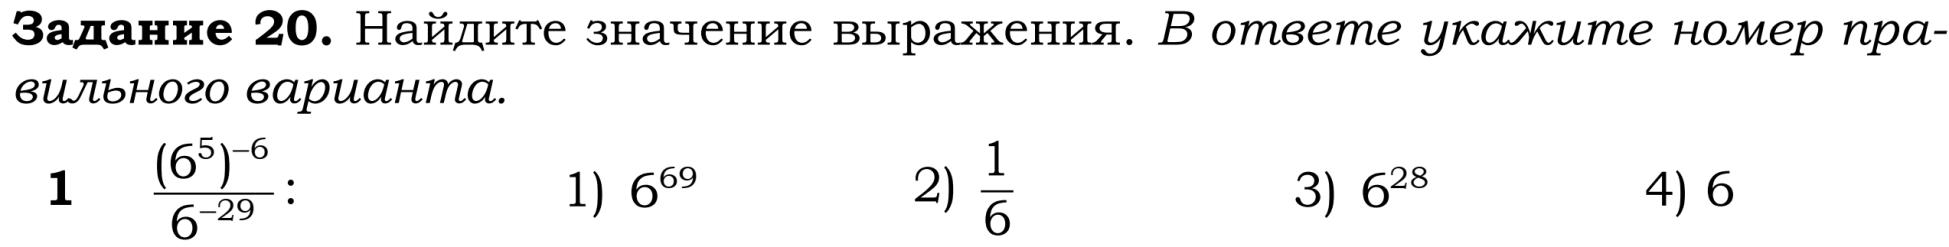 Задание 20. Найдите значение выражения. В ответе укажите номер пра-
вильного варианта.
1 (6⁵)⁻⁶/6⁻²⁹ : 1) 6⁶⁹ 2) 1/6 3) 6²⁸ 4) 6